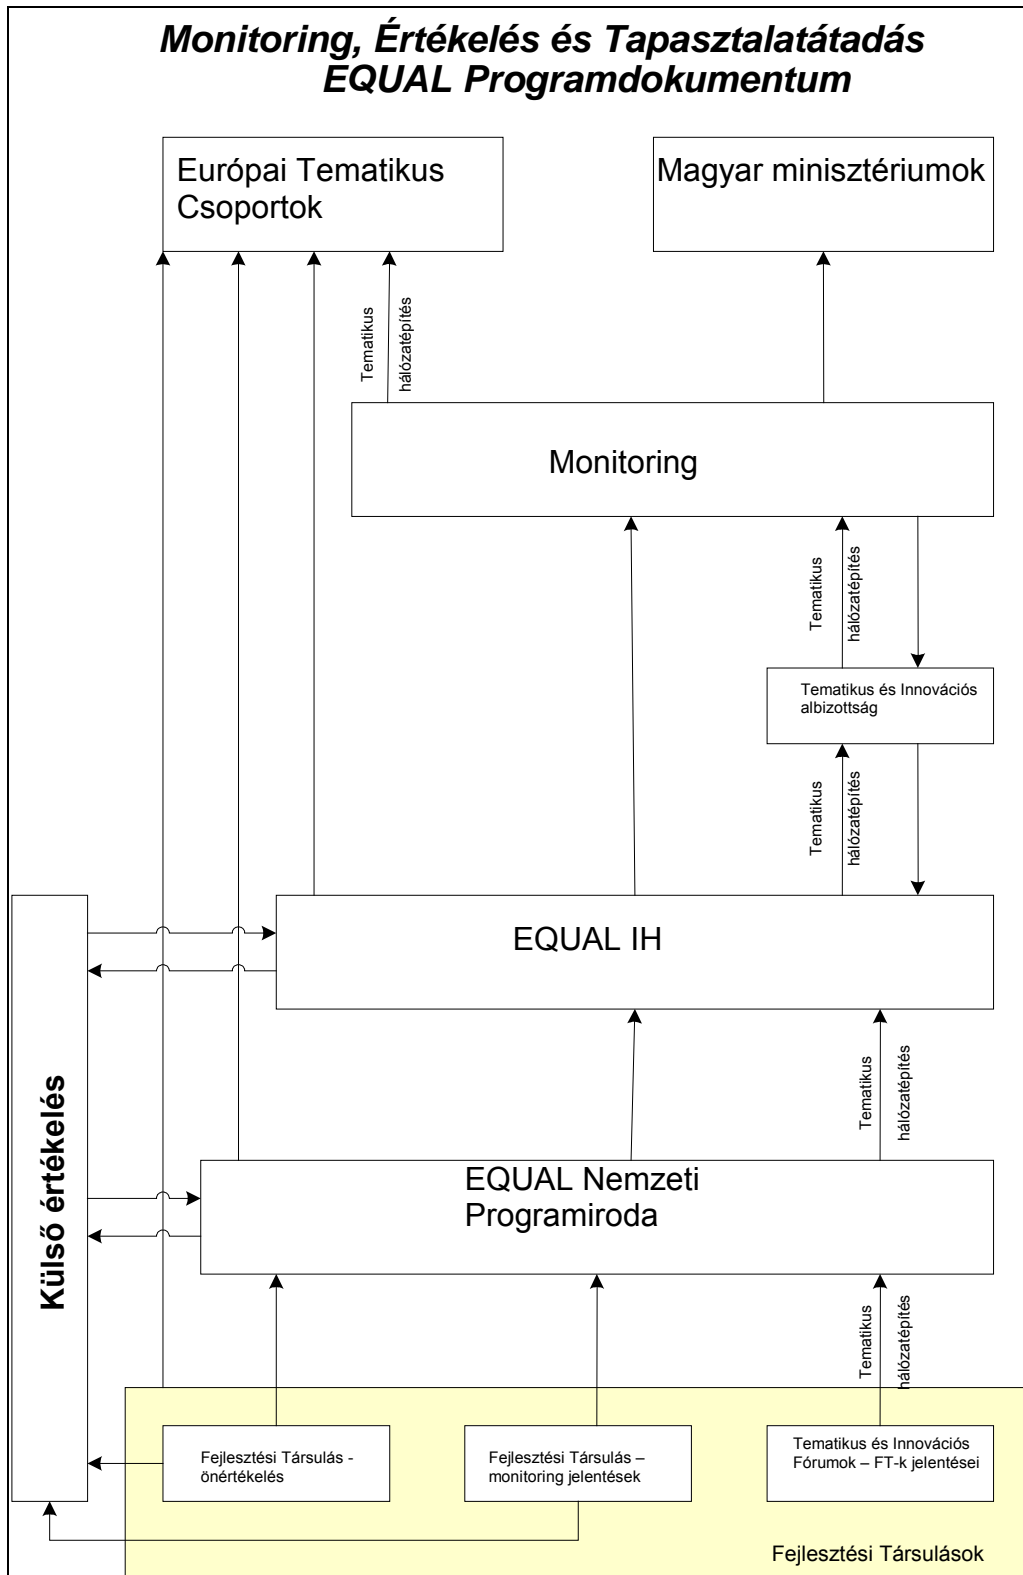 Monitoring, Értékelés és Tapasztalatátadás
EQUAL Programdokumentum
Európai Tematikus
Csoportok
Magyar minisztériumok
Tematikus
hálózatépítés
Monitoring
Tematikus
hálózatépítés
Tematikus és Innovációs
albizottság
Tematikus
hálózatépítés
EQUAL IH
Külső értékelés
Tematikus
hálózatépítés
EQUAL Nemzeti
Programiroda
Tematikus
hálózatépítés
Fejlesztési Társulás -
önértékelés
Fejlesztési Társulás –
monitoring jelentések
Tematikus és Innovációs
Fórumok – FT-k jelentései
Fejlesztési Társulások